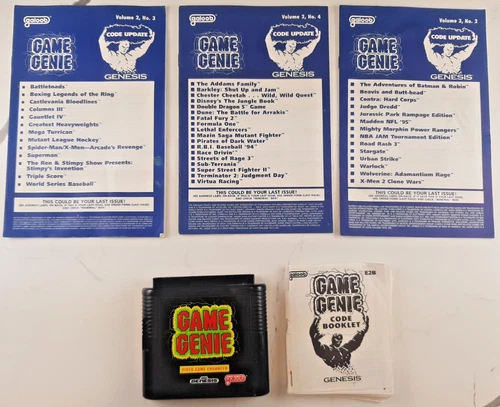 galoob
Volume 2, No. 3
CODE UPDATE
GAME
GENIE
GENESIS
Battletoads
Boxing Legends of the Ring
Castlevania Bloodlines
Columns III
Gauntlet IV
Greatest Heavyweights
Mega Turrican
Mutant League Hockey
Spider-Man/X-Men—Arcade's Revenge
Superman
The Ren & Stimpy Show Presents:
Stimpy's Invention
Triple Score
World Series Baseball
THIS COULD BE YOUR LAST ISSUE!
galoob
Volume 2, No. 4
CODE UPDATE
GAME
GENIE
GENESIS
The Addams Family
Barkley: Shut Up and Jam
Chester Cheetah . . . Wild, Wild Quest
Disney's The Jungle Book
Double Dragon 5 Game
Dune: The Battle for Arrakis
Fatal Fury 2
Formula One
Lethal Enforcers
Mazin Saga Mutant Fighter
Pirates of Dark Water
R.B.I. Baseball '94
Race Drivin'
Streets of Rage 3
Sub-Terrania
Super Street Fighter II
Terminator 2: Judgment Day
Virtua Racing
THIS COULD BE YOUR LAST ISSUE!
galoob
CODE UPDATE
GAME
GENIE
GENESIS
The Adventures of Batman & Robin
Beavis and Butt-head
Contra: Hard Corps
Judge Dredd
Jurassic Park Rampage Edition
Madden NFL '95
Mighty Morphin Power Rangers
NBA JAM Tournament Edition
Road Rash 3
Stargate
Urban Strike
Warlock
Wolverine: Adamantium Rage
X-Men 2 Clone Wars
THIS COULD BE YOUR LAST ISSUE!
GAME
GENIE
VIDEO GAME ENHANCER
GENESIS
galoob
galoob
E2B
GAME
GENIE
CODE
BOOKLET
GENESIS